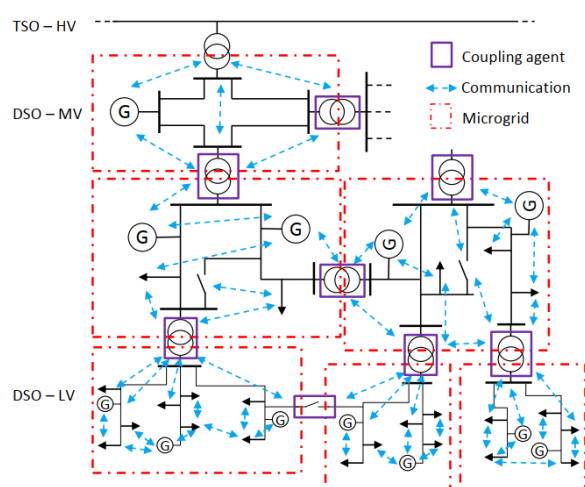 TSO – HV
Coupling agent
Communication
Microgrid
DSO – MV
G
G
G
G
G
DSO – LV
G
G
G
G
G
G
G